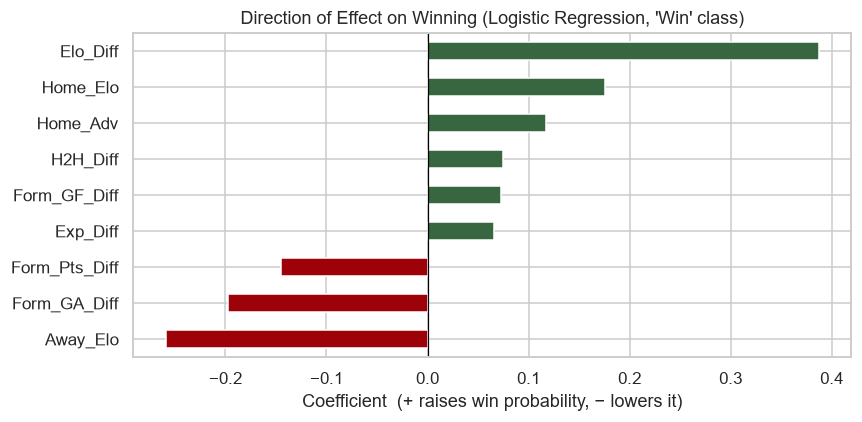 Direction of Effect on Winning (Logistic Regression, 'Win' class)
Elo_Diff
Home_Elo
Home_Adv
H2H_Diff
Form_GF_Diff
Exp_Diff
Form_Pts_Diff
Form_GA_Diff
Away_Elo
−0.2 −0.1 0.0 0.1 0.2 0.3 0.4
Coefficient  (+ raises win probability, − lowers it)